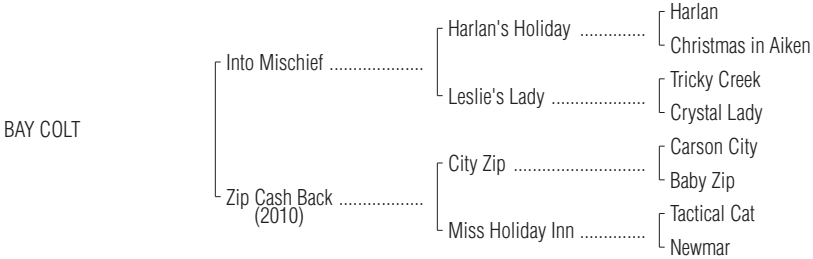 Harlan
Harlan's Holiday ..............
Christmas in Aiken
Into Mischief ....................
Tricky Creek
Leslie's Lady ....................
Crystal Lady
BAY COLT
Carson City
City Zip ............................
Baby Zip
Zip Cash Back ..................
(2010)
Tactical Cat
Miss Holiday Inn ..............
Newmar